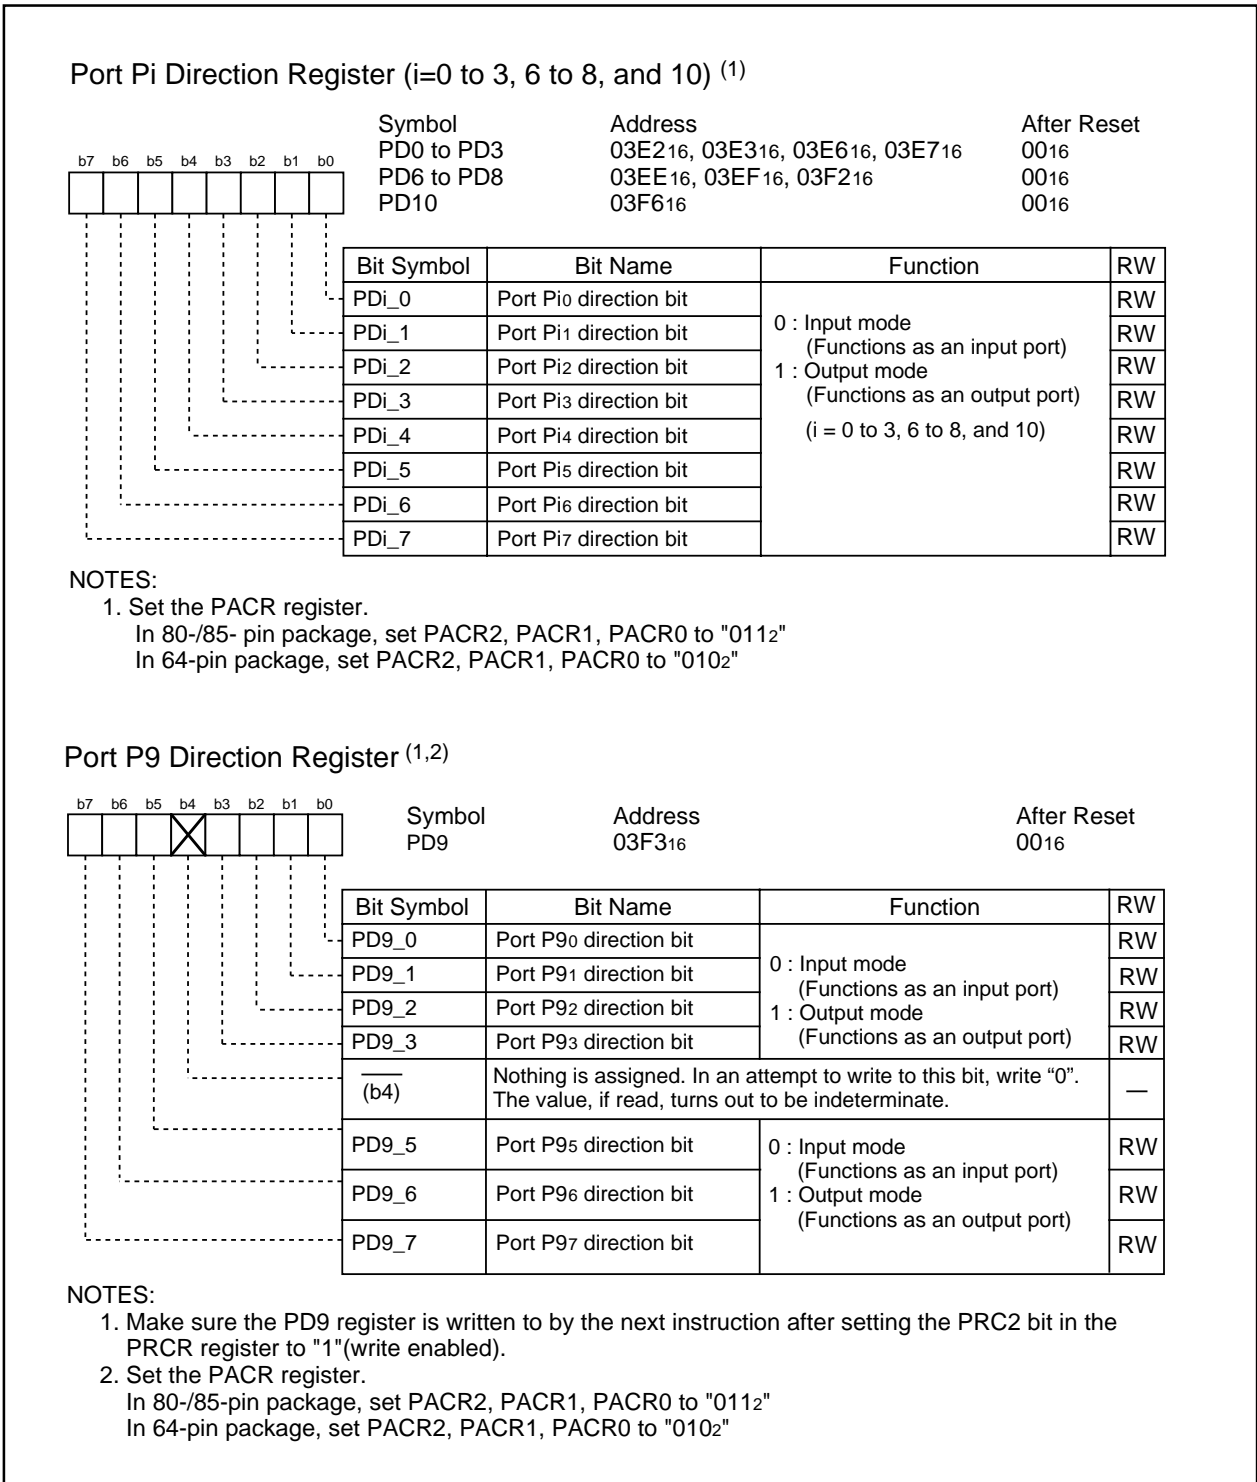 Port Pi Direction Register (i=0 to 3, 6 to 8, and 10) (1)
Symbol Address After Reset
PD0 to PD3 03E216, 03E316, 03E616, 03E716 0016
PD6 to PD8 03EE16, 03EF16, 03F216 0016
PD10 03F616 0016
b7 b6 b5 b4 b3 b2 b1 b0
Bit Symbol Bit Name Function RW
PDi_0 Port Pi0 direction bit RW
PDi_1 Port Pi1 direction bit RW
PDi_2 Port Pi2 direction bit RW
PDi_3 Port Pi3 direction bit RW
PDi_4 Port Pi4 direction bit RW
PDi_5 Port Pi5 direction bit RW
PDi_6 Port Pi6 direction bit RW
PDi_7 Port Pi7 direction bit RW
0 : Input mode
(Functions as an input port)
1 : Output mode
(Functions as an output port)
(i = 0 to 3, 6 to 8, and 10)
NOTES:
1. Set the PACR register.
In 80-/85- pin package, set PACR2, PACR1, PACR0 to "0112"
In 64-pin package, set PACR2, PACR1, PACR0 to "0102"
Port P9 Direction Register (1,2)
b7 b6 b5 b4 b3 b2 b1 b0
Symbol Address After Reset
PD9 03F316 0016
Bit Symbol Bit Name Function RW
PD9_0 Port P90 direction bit RW
PD9_1 Port P91 direction bit RW
PD9_2 Port P92 direction bit RW
PD9_3 Port P93 direction bit RW
0 : Input mode
(Functions as an input port)
1 : Output mode
(Functions as an output port)
(b4) Nothing is assigned. In an attempt to write to this bit, write “0”. —
The value, if read, turns out to be indeterminate.
PD9_5 Port P95 direction bit RW
PD9_6 Port P96 direction bit RW
PD9_7 Port P97 direction bit RW
0 : Input mode
(Functions as an input port)
1 : Output mode
(Functions as an output port)
NOTES:
1. Make sure the PD9 register is written to by the next instruction after setting the PRC2 bit in the
PRCR register to "1"(write enabled).
2. Set the PACR register.
In 80-/85-pin package, set PACR2, PACR1, PACR0 to "0112"
In 64-pin package, set PACR2, PACR1, PACR0 to "0102"